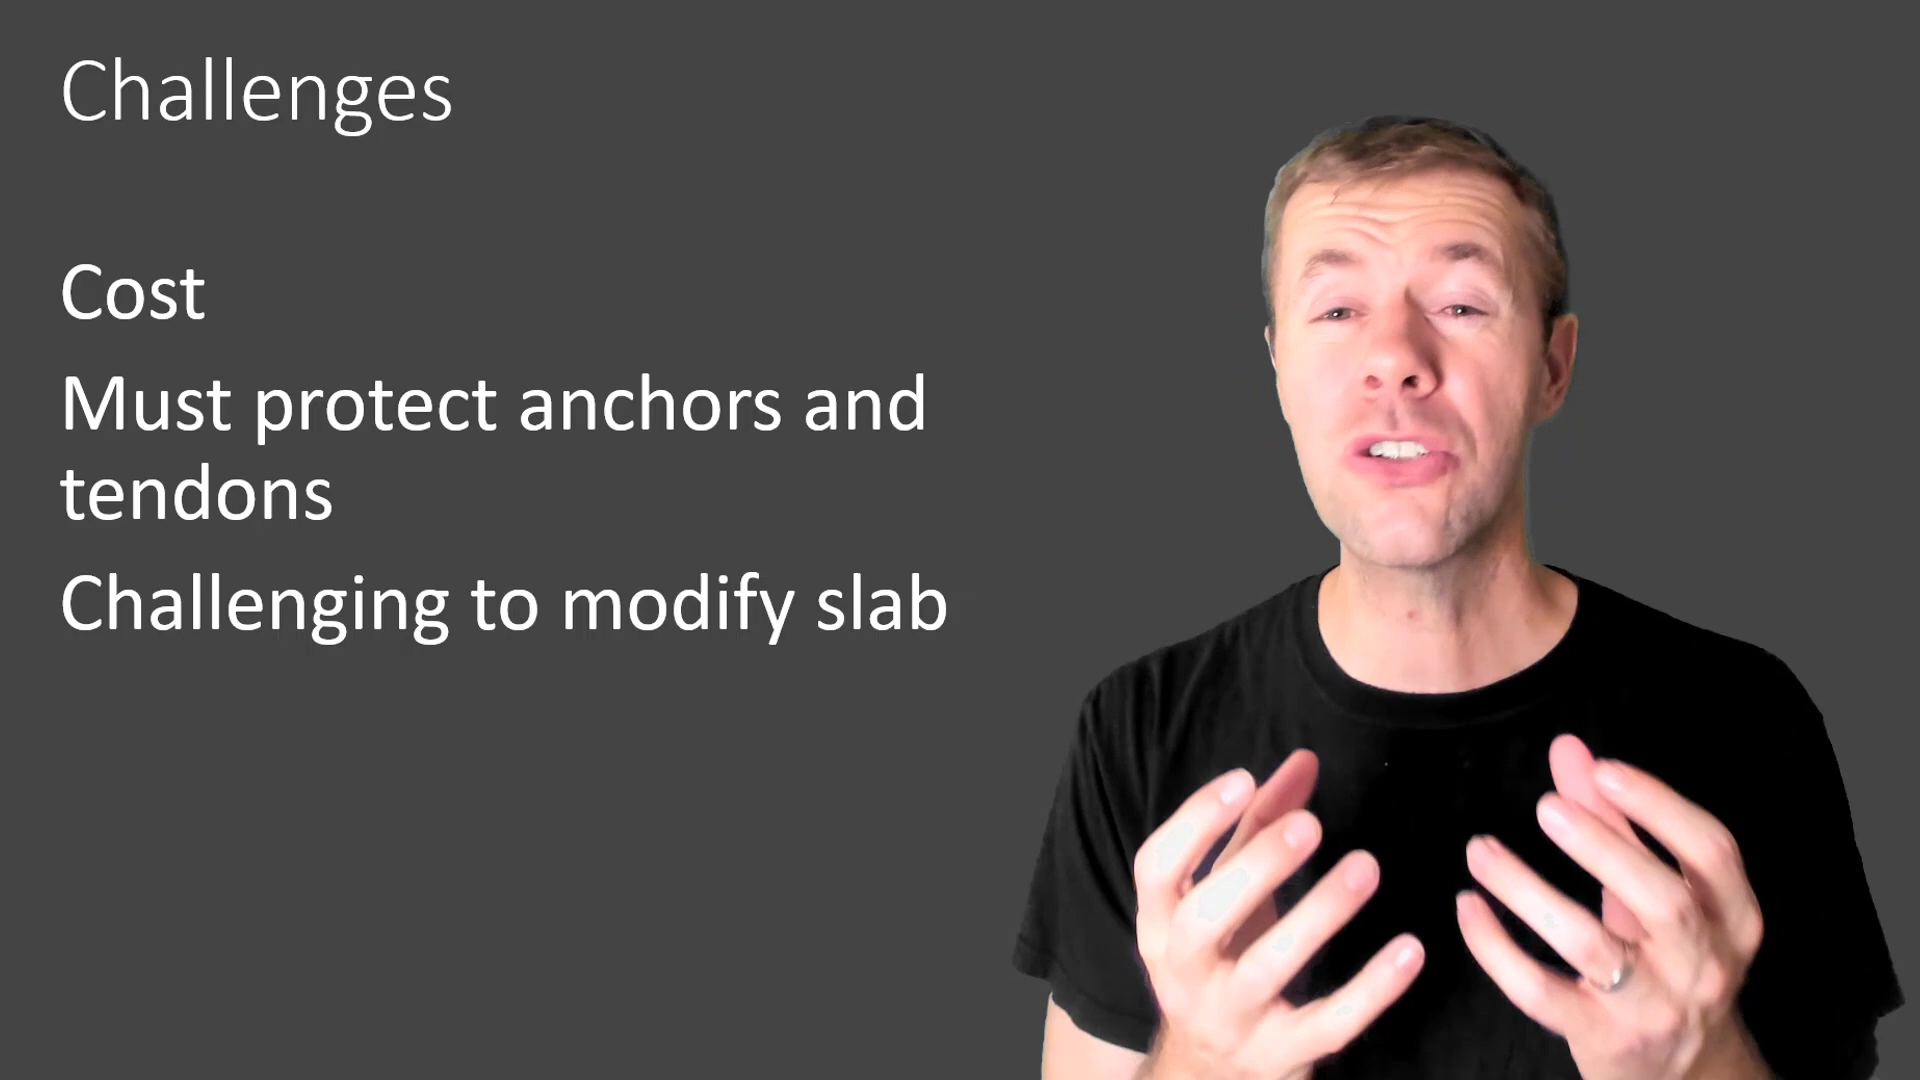 Challenges
Cost
Must protect anchors and
tendons
Challenging to modify slab